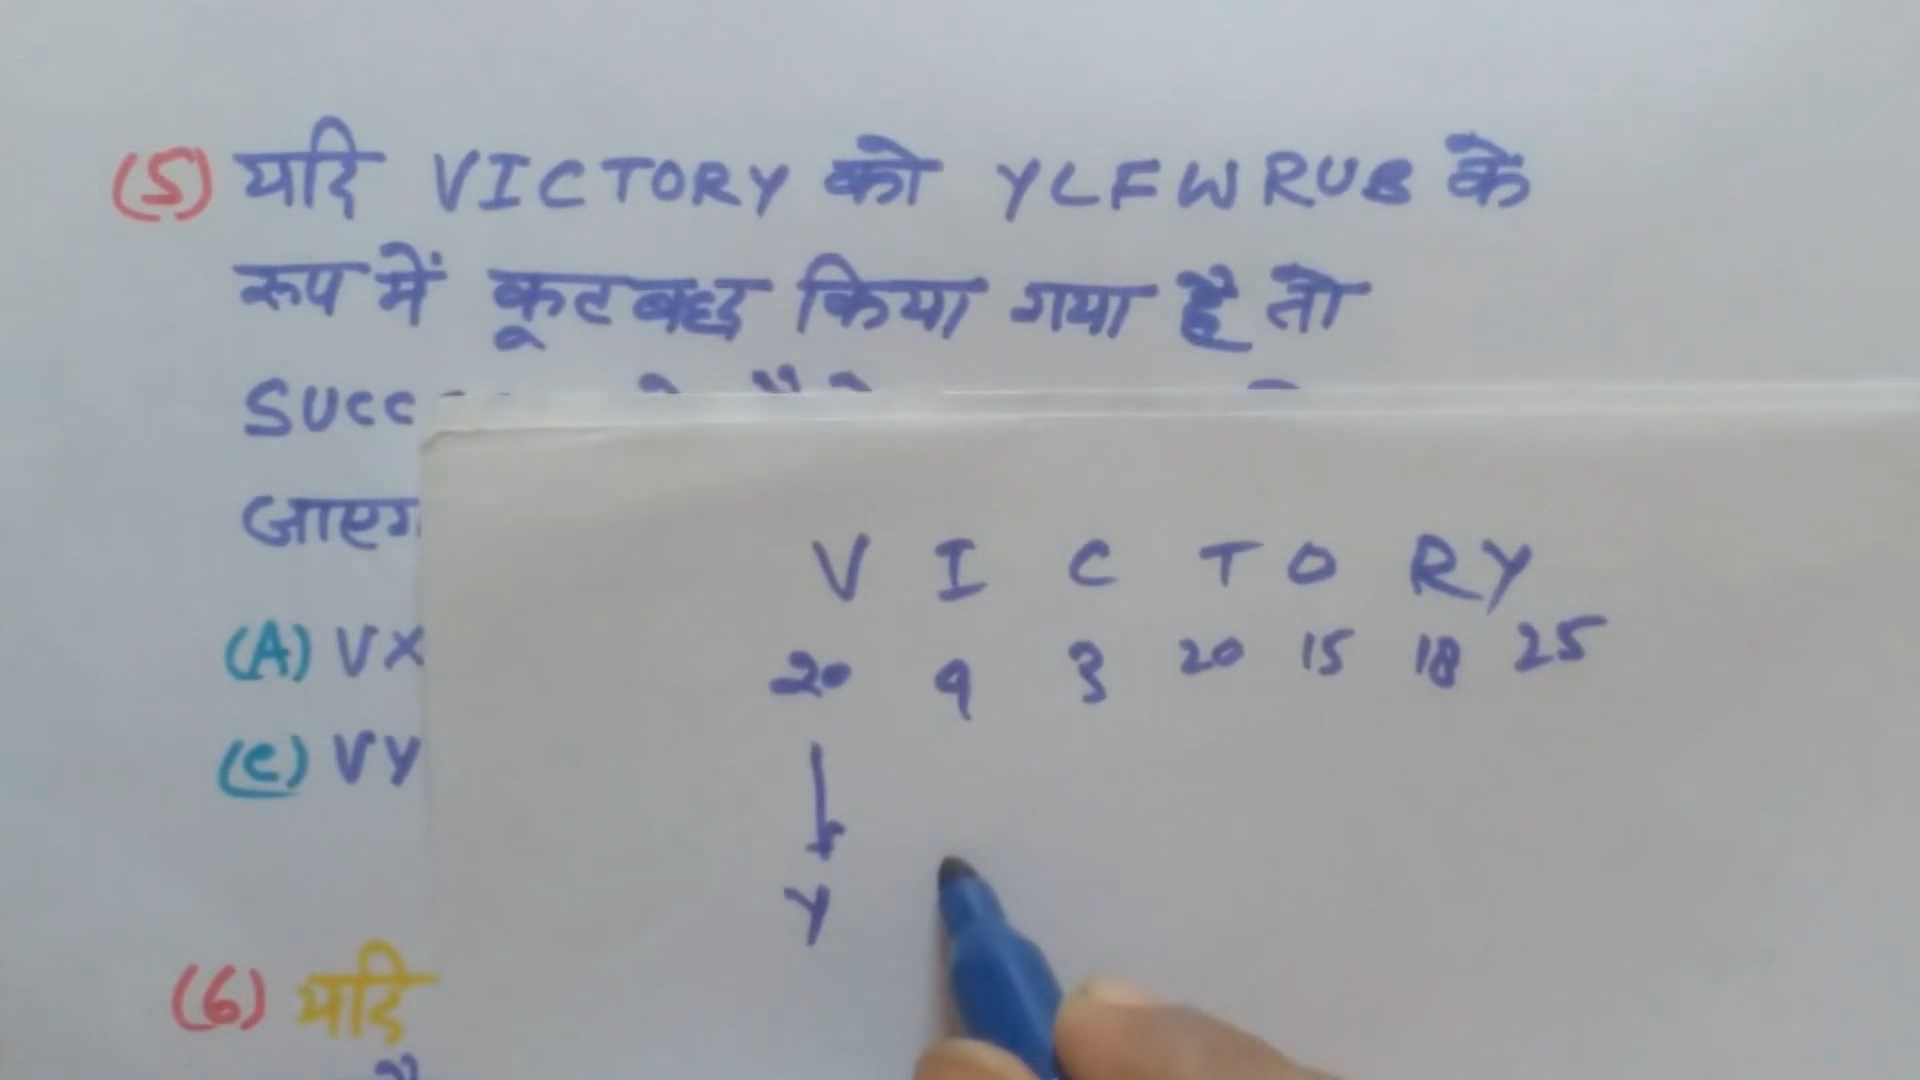 (5) यदि VICTORY को YLFWRUB के
रूप में कूटबद्ध किया गया है तो
SUCC
जाएग
(A) VX
(C) VY
(6) यदि
V I C T O R Y
20 9 3 20 15 18 25
Y